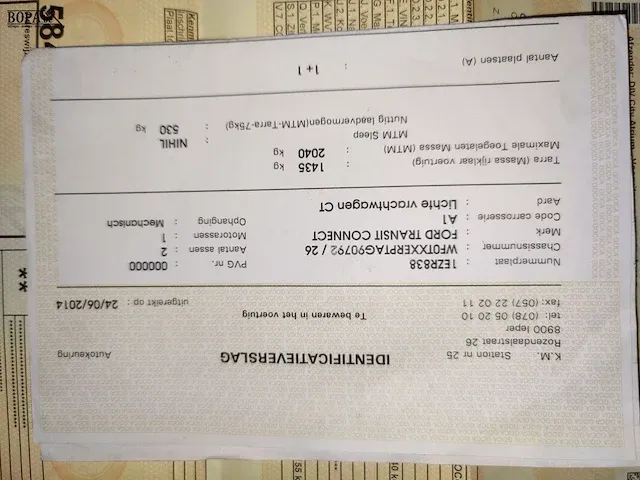 K.M. Station nr 25
Autokeuring
Rozendaalstraat 26
8900 Ieper
tel: (078) 05 20 10
fax: (057) 22 02 11
IDENTIFICATIEVERSLAG
Te bewaren in het voertuig
uitgereikt op : 24/06/2014
Nummerplaat : 1EZR838
PVG nr. : 000000
Chassisnummer : WF0TXXERPTAG90792 / 26
Aantal assen : 2
Merk : FORD TRANSIT CONNECT
Motorassen : 1
Code carrosserie : A1
Ophanging : Mechanisch
Aard : Lichte vrachtwagen CT
Tarra (Massa rijklaar voertuig) : 1435 kg
Maximale Toegelaten Massa (MTM) : 2040 kg
MTM Sleep : NIHIL
Nuttig laadvermogen(MTM-Tarra-75kg) : 530 kg
Aantal plaatsen (A) : 1+1
BOPA
584
**